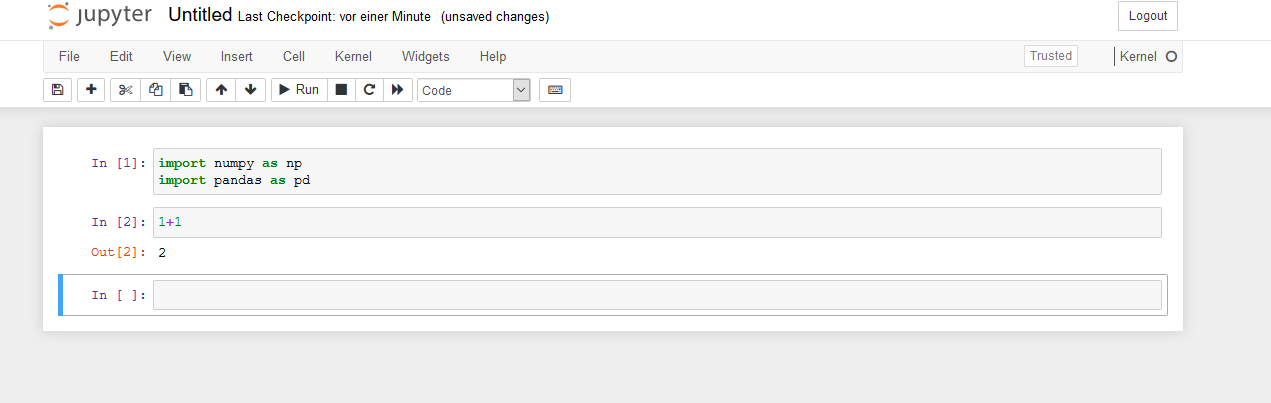 jupyter Untitled Last Checkpoint: vor einer Minute (unsaved changes) Logout
File Edit View Insert Cell Kernel Widgets Help Trusted Kernel
Run Code
In [1]: import numpy as np
import pandas as pd
In [2]: 1+1
Out[2]: 2
In [ ]: